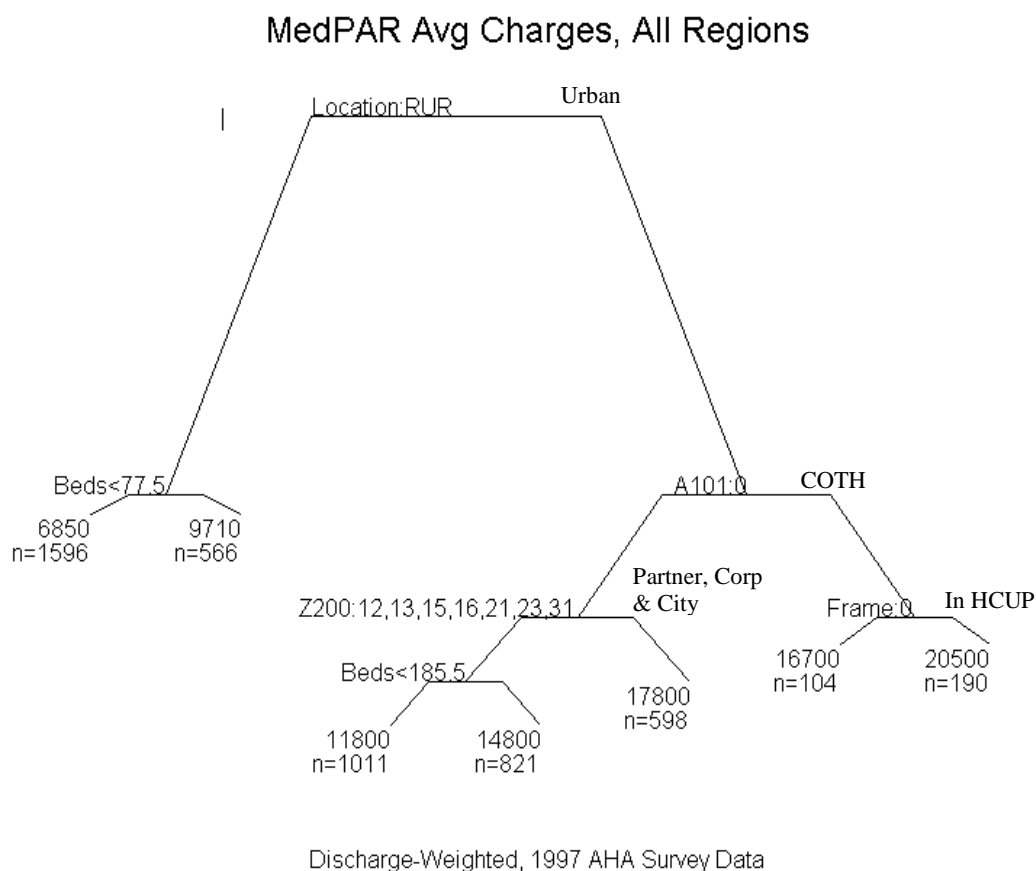 MedPAR Avg Charges, All Regions
Location:RUR
Urban
Beds<77.5
6850
n=1596
9710
n=566
A101:0
COTH
Z200:12,13,15,16,21,23,31
Partner, Corp
& City
Frame:0
In HCUP
Beds<185.5
11800
n=1011
14800
n=821
17800
n=598
16700
n=104
20500
n=190
Discharge-Weighted, 1997 AHA Survey Data